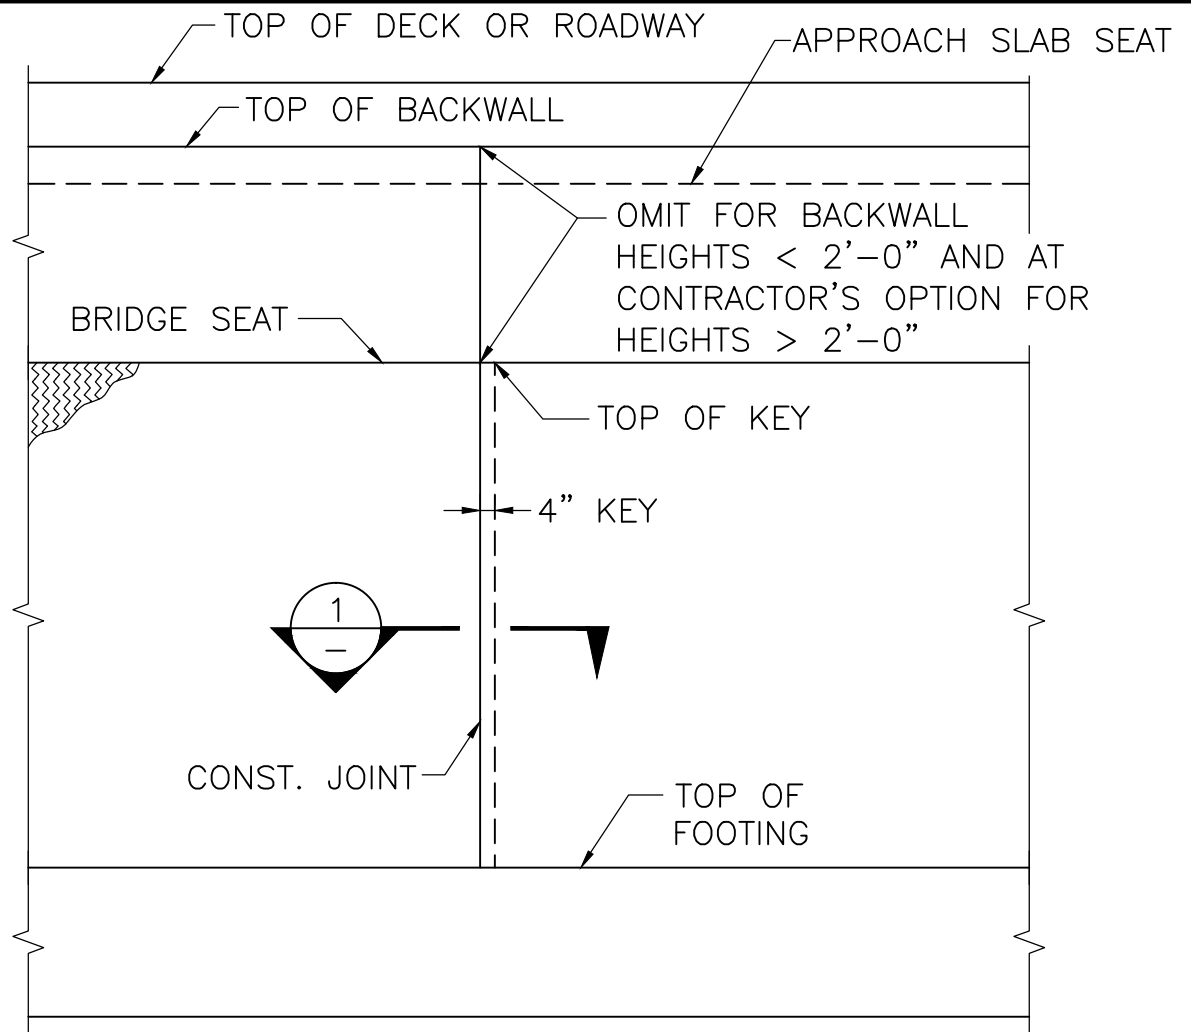 TOP OF DECK OR ROADWAY
APPROACH SLAB SEAT
TOP OF BACKWALL
OMIT FOR BACKWALL
HEIGHTS < 2'-0" AND AT
CONTRACTOR'S OPTION FOR
HEIGHTS > 2'-0"
BRIDGE SEAT
TOP OF KEY
4" KEY
1
–
CONST. JOINT
TOP OF
FOOTING